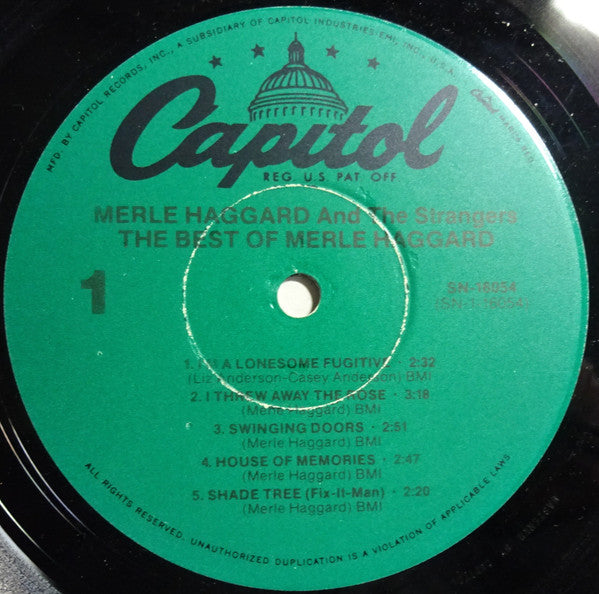 MFD. BY CAPITOL RECORDS, INC., A SUBSIDIARY OF CAPITOL INDUSTRIES-EMI, INC., U.S.A.
Capitol
REG. U.S. PAT. OFF.
MERLE HAGGARD And The Strangers
THE BEST OF MERLE HAGGARD
1
SN-16054
(SN-1-16054)
1. I'M A LONESOME FUGITIVE · 2:32
(Liz Anderson-Casey Anderson) BMI
2. I THREW AWAY THE ROSE · 3:18
(Merle Haggard) BMI
3. SWINGING DOORS · 2:51
(Merle Haggard) BMI
4. HOUSE OF MEMORIES · 2:47
(Merle Haggard) BMI
5. SHADE TREE (Fix-It-Man) · 2:20
(Merle Haggard) BMI
ALL RIGHTS RESERVED. UNAUTHORIZED DUPLICATION IS A VIOLATION OF APPLICABLE LAWS